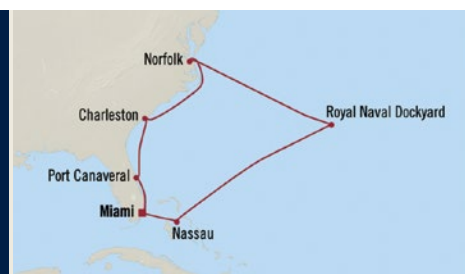 Norfolk
Royal Naval Dockyard
Charleston
Port Canaveral
Miami
Nassau